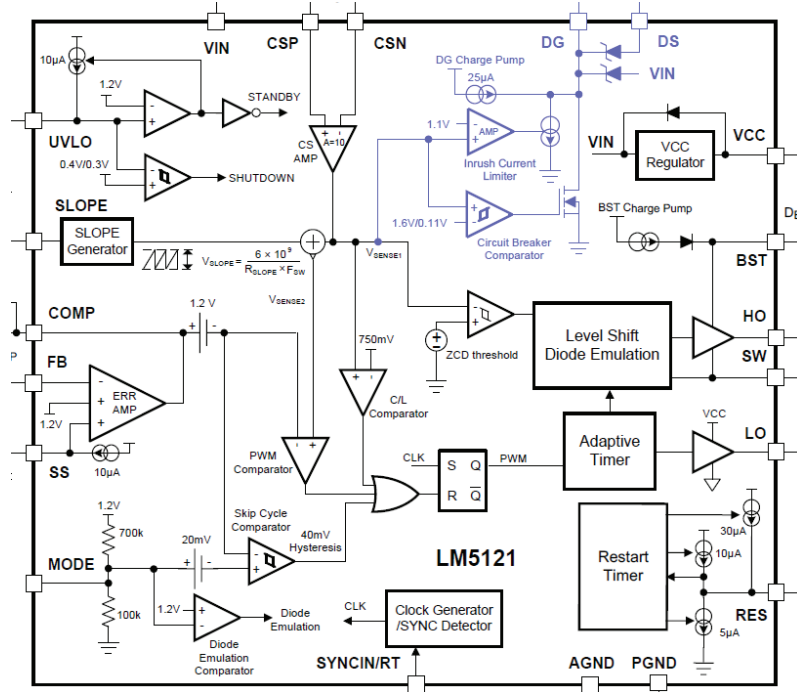 VIN
CSP
CSN
DG
DS
10µA
DG Charge Pump
25µA
VIN
1.2V
-
+
STANDBY
UVLO
+ -
A=10
CS
AMP
1.1V
-
+
AMP
Inrush Current
Limiter
VIN
VCC
Regulator
VCC
0.4V/0.3V
-
+
SHUTDOWN
1.6V/0.11V
+
-
Circuit Breaker
Comparator
BST Charge Pump
SLOPE
SLOPE
Generator
VSLOPE = 6 × 10⁹ / RSLOPE × FSW
+
VSENSE1
BST
VSENSE2
COMP
1.2 V
+ -
750mV
-
+
ZCD threshold
Level Shift
Diode Emulation
HO
SW
FB
-
+
+
ERR
AMP
1.2V
+ -
C/L
Comparator
SS
10µA
- +
PWM
Comparator
CLK
S Q
R Q̅
PWM
Adaptive
Timer
VCC
LO
1.2V
700k
20mV
+ -
Skip Cycle
Comparator
-
+
40mV
Hysteresis
LM5121
Restart
Timer
30µA
10µA
MODE
100k
1.2V
+
-
Diode
Emulation
Diode
Emulation
Comparator
CLK
Clock Generator
/SYNC Detector
RES
5µA
SYNCIN/RT
AGND
PGND